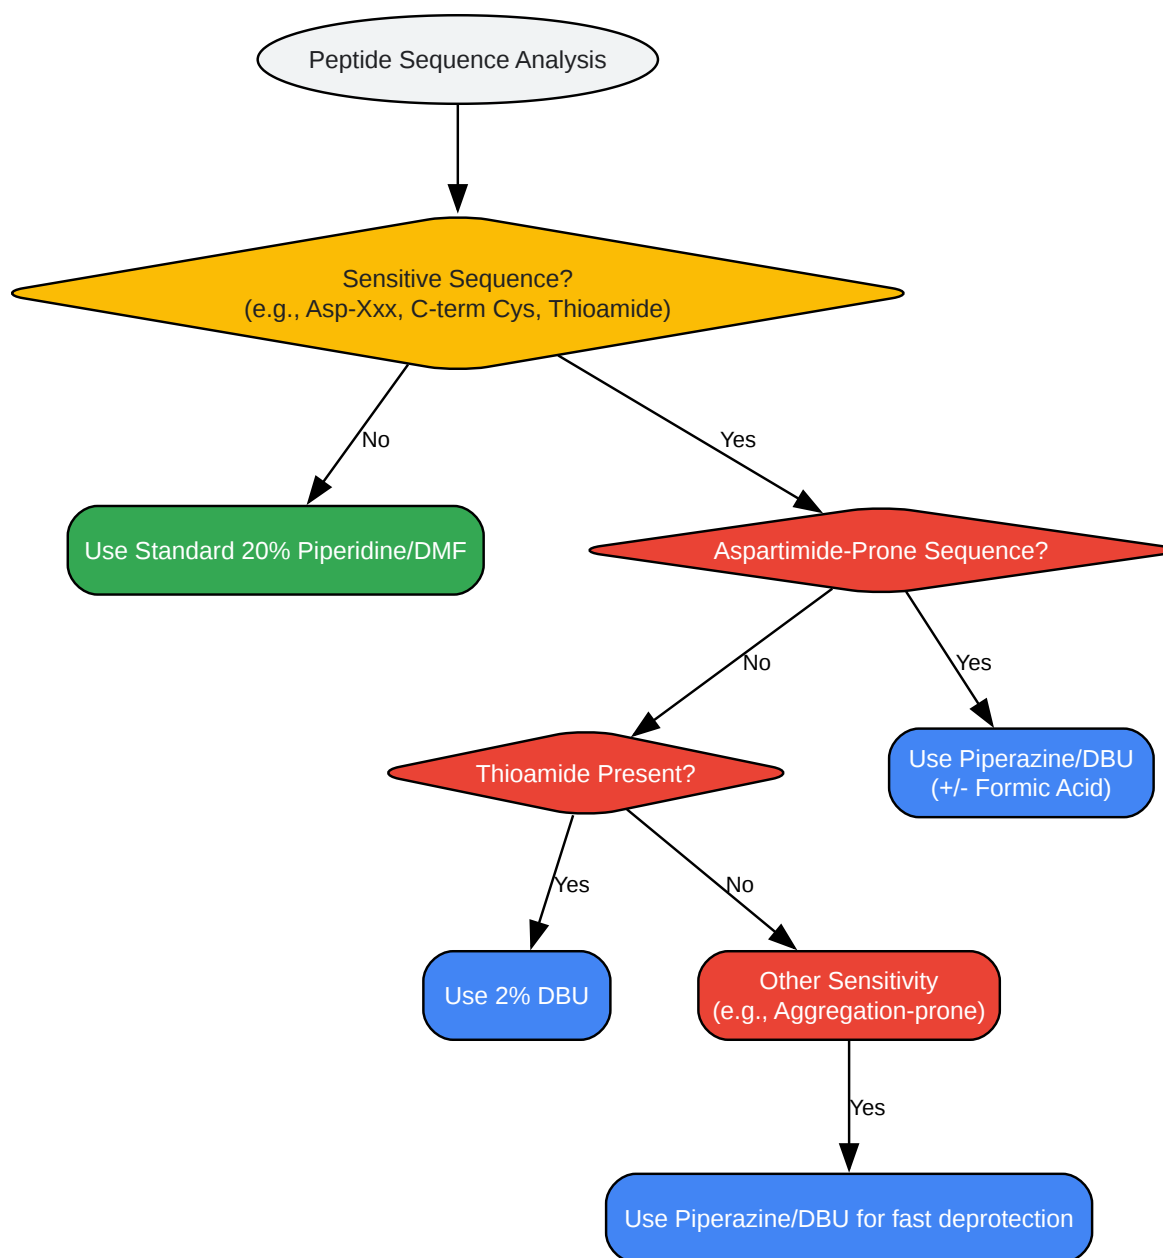 Peptide Sequence Analysis
Sensitive Sequence?
(e.g., Asp-Xxx, C-term Cys, Thioamide)
No
Yes
Use Standard 20% Piperidine/DMF
Aspartimide-Prone Sequence?
No
Yes
Thioamide Present?
Use Piperazine/DBU
(+/- Formic Acid)
Yes
No
Use 2% DBU
Other Sensitivity
(e.g., Aggregation-prone)
Yes
Use Piperazine/DBU for fast deprotection